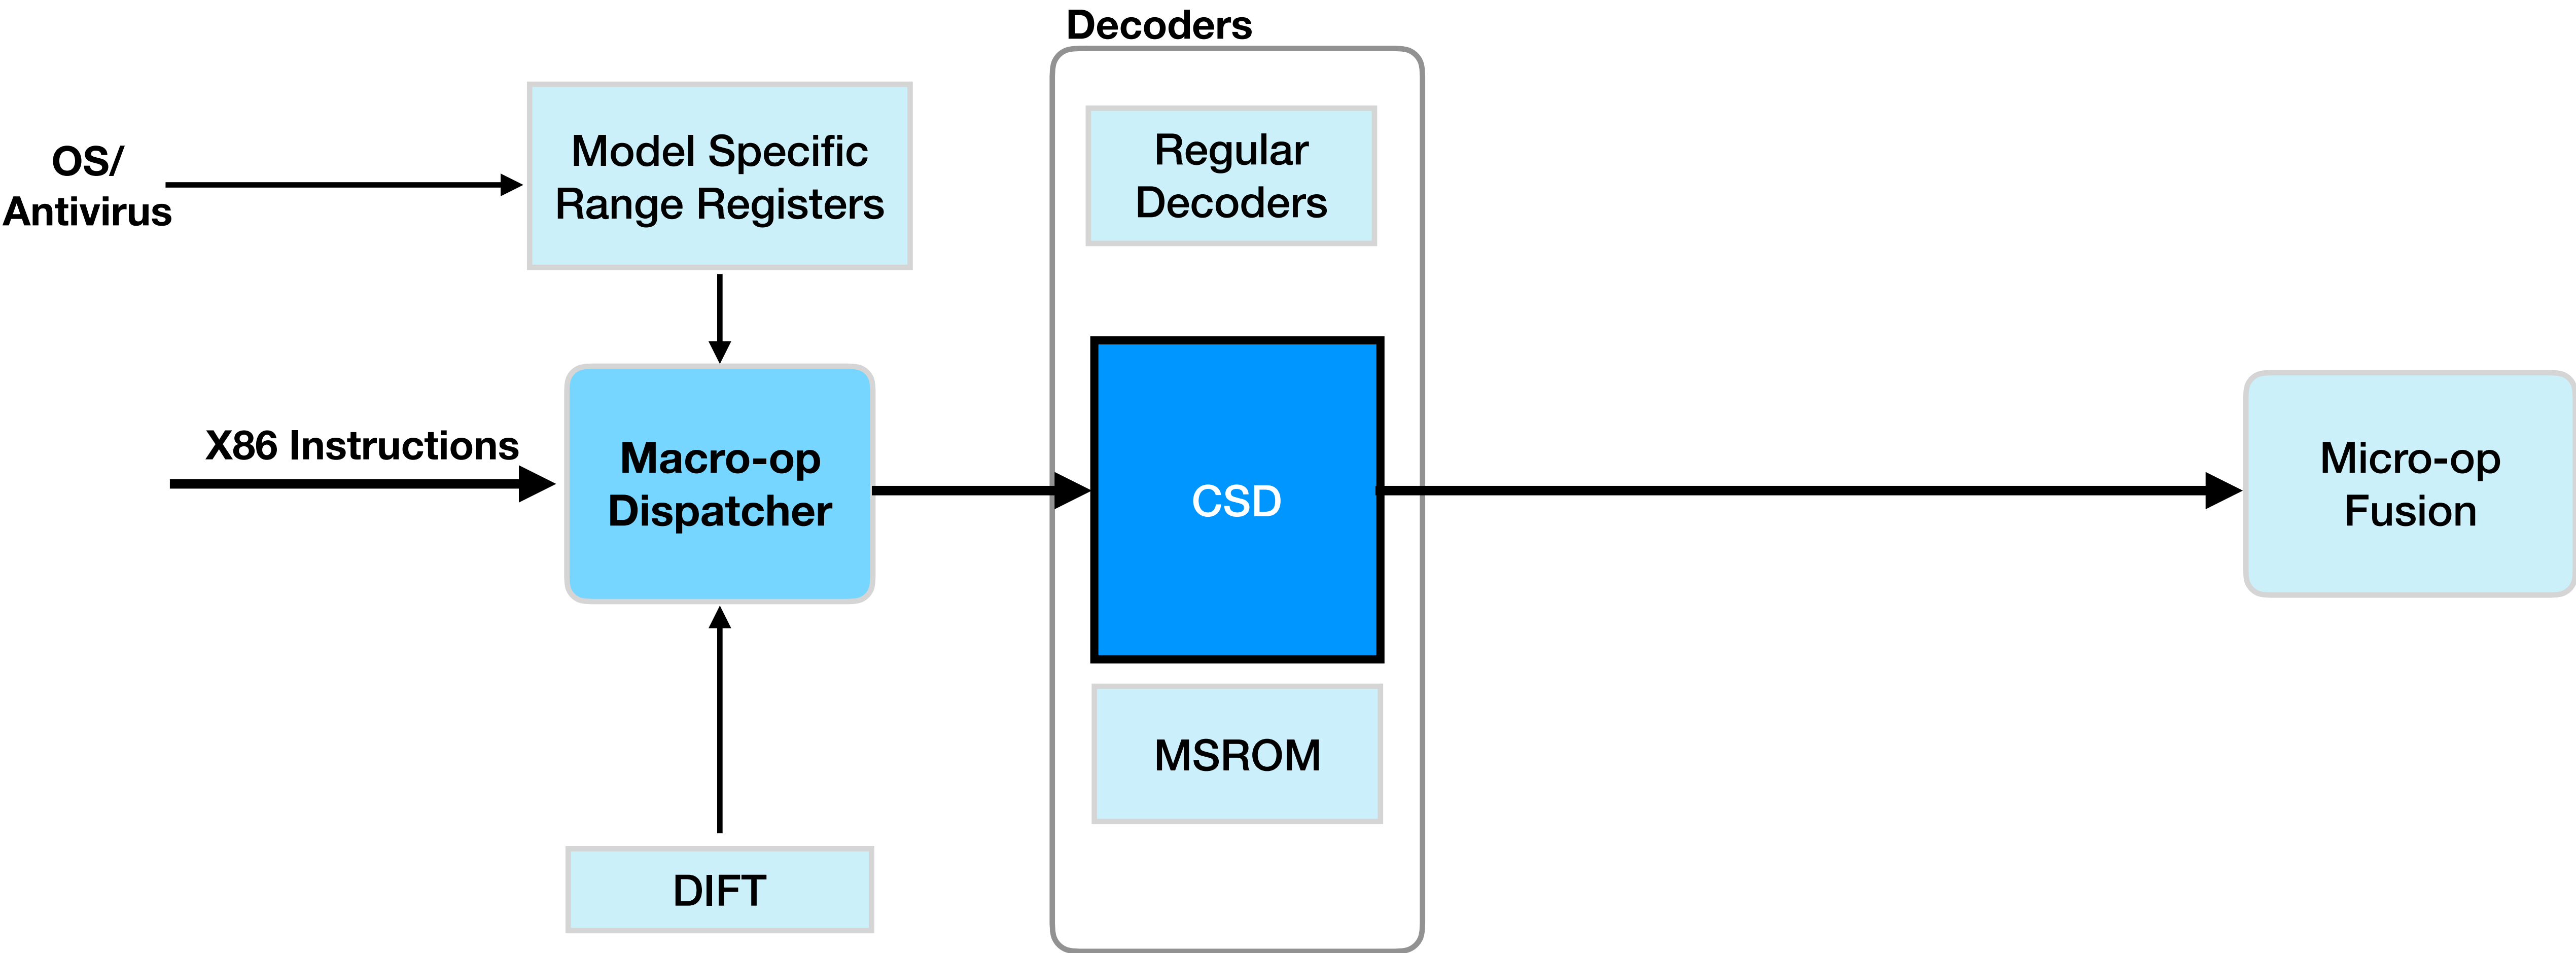 Decoders
OS/
Antivirus
Model Specific
Range Registers
Regular
Decoders
X86 Instructions
Macro-op
Dispatcher
CSD
Micro-op
Fusion
MSROM
DIFT